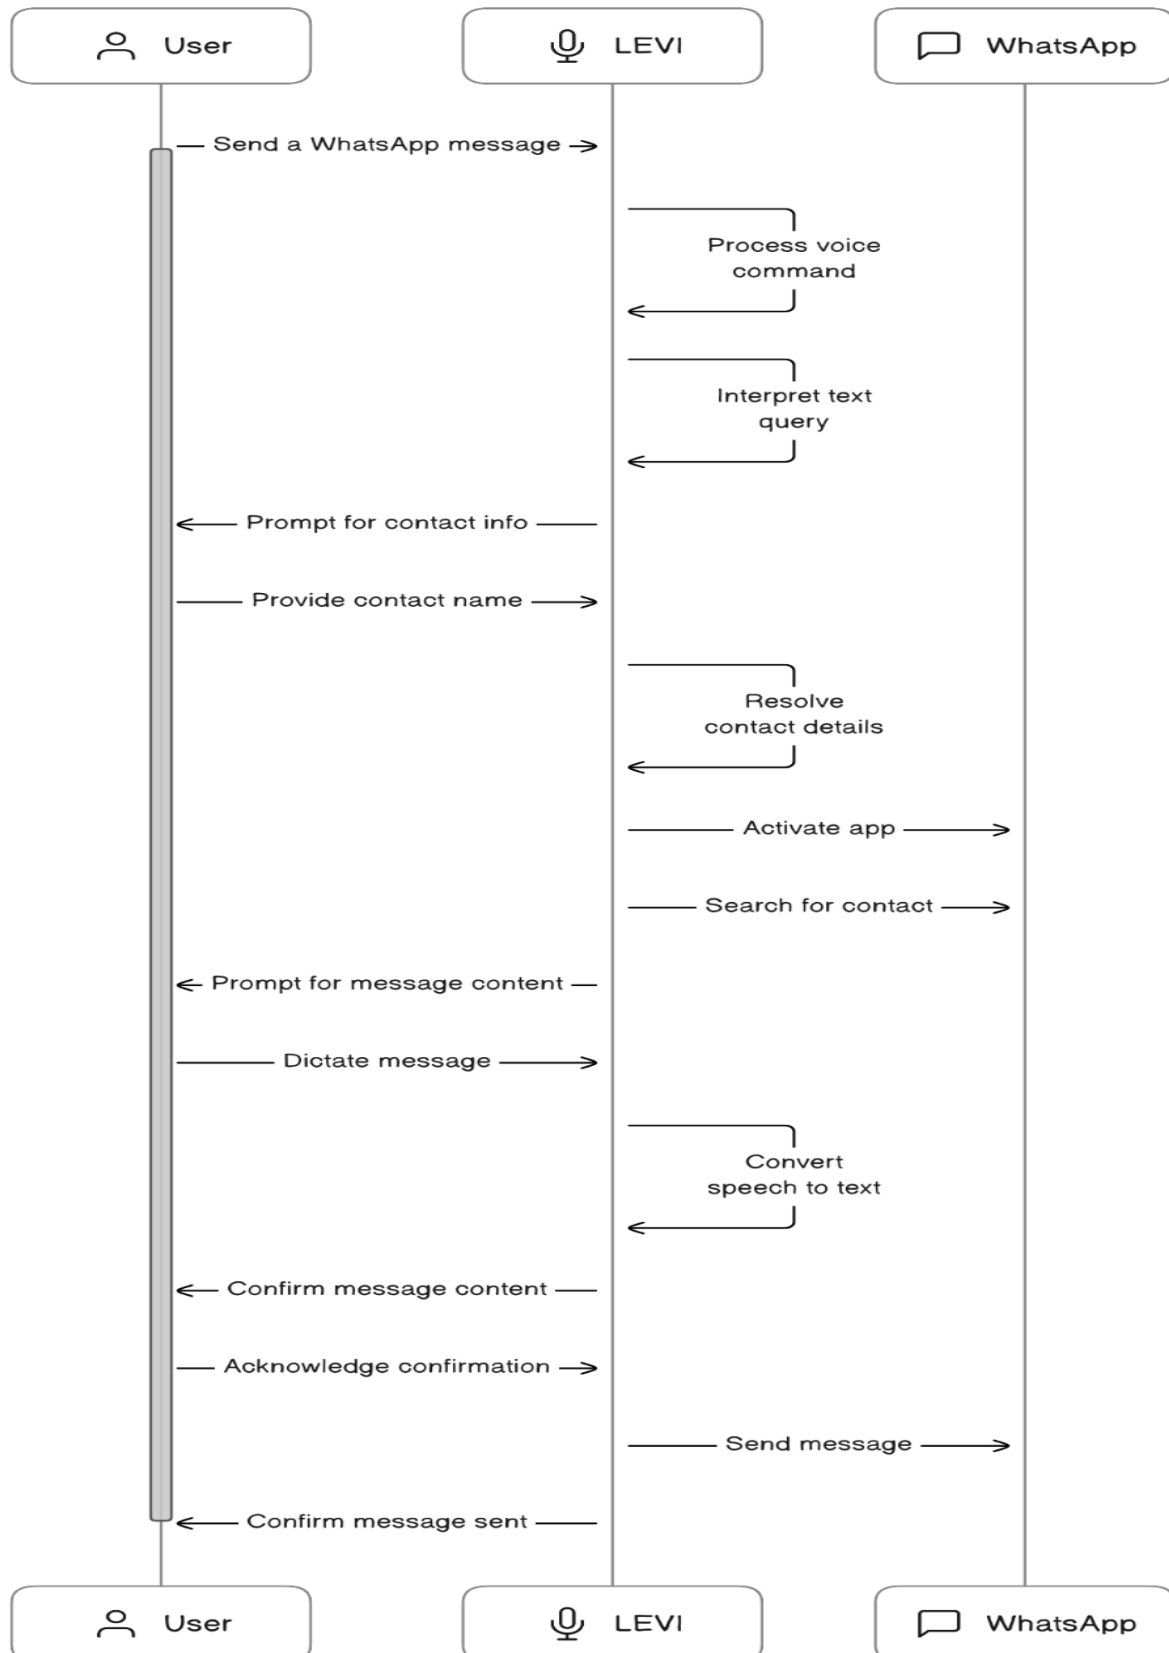 User
LEVI
WhatsApp
Send a WhatsApp message
Process voice
command
Interpret text
query
Prompt for contact info
Provide contact name
Resolve
contact details
Activate app
Search for contact
Prompt for message content
Dictate message
Convert
speech to text
Confirm message content
Acknowledge confirmation
Send message
Confirm message sent
User
LEVI
WhatsApp